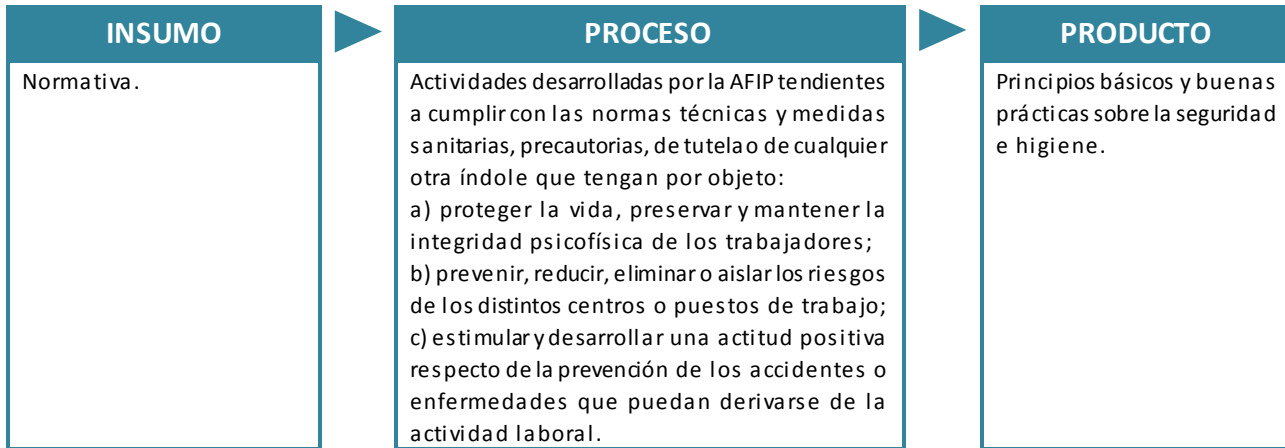 INSUMO
Normativa.
PROCESO
Actividades desarrolladas por la AFIP tendientes
a cumplir con las normas técnicas y medidas
sanitarias, precautorias, de tutela o de cualquier
otra índole que tengan por objeto:
a) proteger la vida, preservar y mantener la
integridad psicofísica de los trabajadores;
b) prevenir, reducir, eliminar o aislar los riesgos
de los distintos centros o puestos de trabajo;
c) estimular y desarrollar una actitud positiva
respecto de la prevención de los accidentes o
enfermedades que puedan derivarse de la
actividad laboral.
PRODUCTO
Principios básicos y buenas
prácticas sobre la seguridad
e higiene.